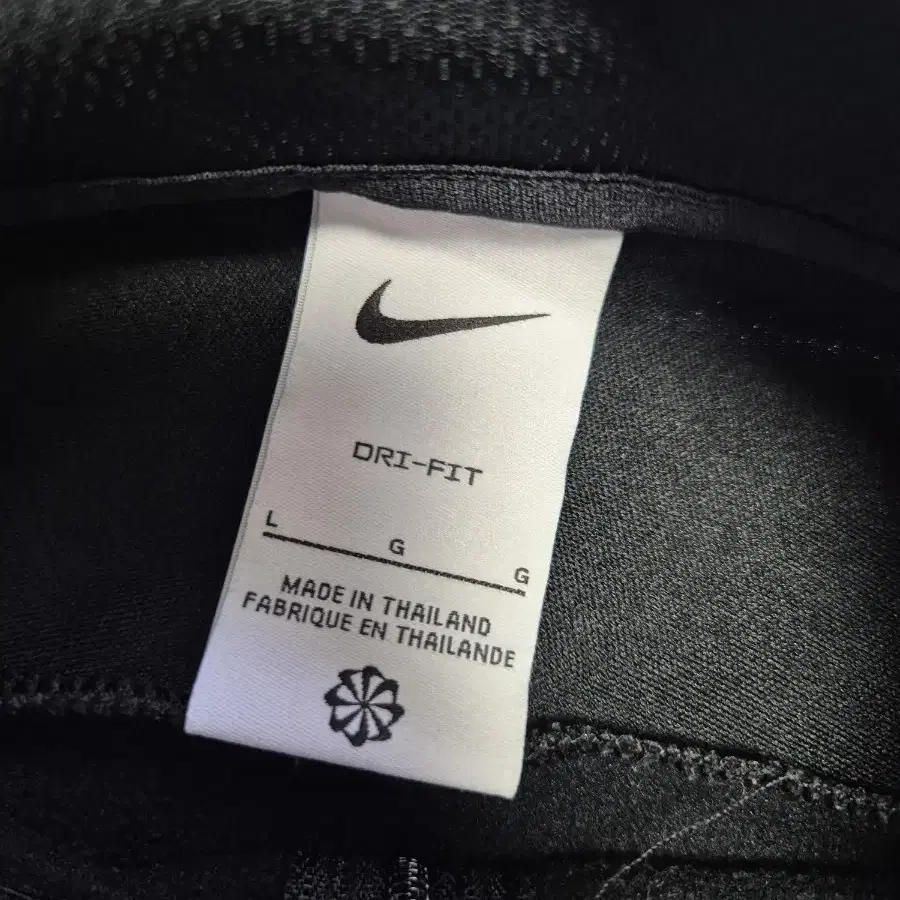 DRI-FIT
L G G
MADE IN THAILAND
FABRIQUE EN THAILANDE